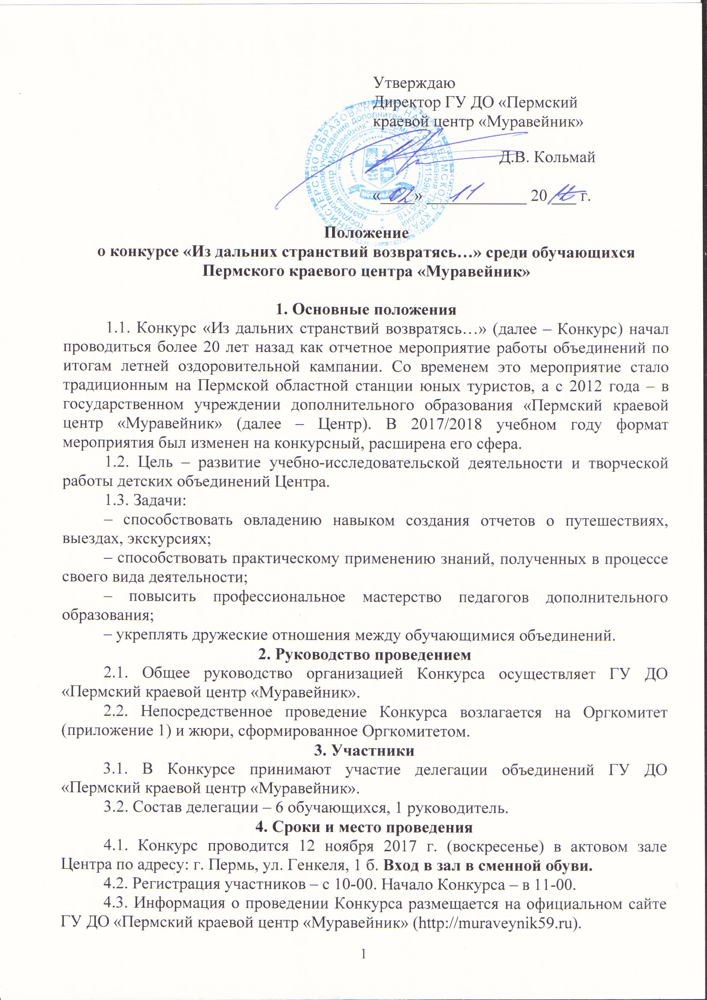 Утверждаю
Директор ГУ ДО «Пермский
краевой центр «Муравейник»
Д.В. Кольмай
«02» 11 20 г.
Положение
о конкурсе «Из дальних странствий возвратясь…» среди обучающихся
Пермского краевого центра «Муравейник»
1. Основные положения
1.1. Конкурс «Из дальних странствий возвратясь…» (далее – Конкурс) начал
проводиться более 20 лет назад как отчетное мероприятие работы объединений по
итогам летней оздоровительной кампании. Со временем это мероприятие стало
традиционным на Пермской областной станции юных туристов, а с 2012 года – в
государственном учреждении дополнительного образования «Пермский краевой
центр «Муравейник» (далее – Центр). В 2017/2018 учебном году формат
мероприятия был изменен на конкурсный, расширена его сфера.
1.2. Цель – развитие учебно-исследовательской деятельности и творческой
работы детских объединений Центра.
1.3. Задачи:
– способствовать овладению навыком создания отчетов о путешествиях,
выездах, экскурсиях;
– способствовать практическому применению знаний, полученных в процессе
своего вида деятельности;
– повысить профессиональное мастерство педагогов дополнительного
образования;
– укреплять дружеские отношения между обучающимися объединений.
2. Руководство проведением
2.1. Общее руководство организацией Конкурса осуществляет ГУ ДО
«Пермский краевой центр «Муравейник».
2.2. Непосредственное проведение Конкурса возлагается на Оргкомитет
(приложение 1) и жюри, сформированное Оргкомитетом.
3. Участники
3.1. В Конкурсе принимают участие делегации объединений ГУ ДО
«Пермский краевой центр «Муравейник».
3.2. Состав делегации – 6 обучающихся, 1 руководитель.
4. Сроки и место проведения
4.1. Конкурс проводится 12 ноября 2017 г. (воскресенье) в актовом зале
Центра по адресу: г. Пермь, ул. Генкеля, 1 б. Вход в зал в сменной обуви.
4.2. Регистрация участников – с 10-00. Начало Конкурса – в 11-00.
4.3. Информация о проведении Конкурса размещается на официальном сайте
ГУ ДО «Пермский краевой центр «Муравейник» (http://muraveynik59.ru).
1